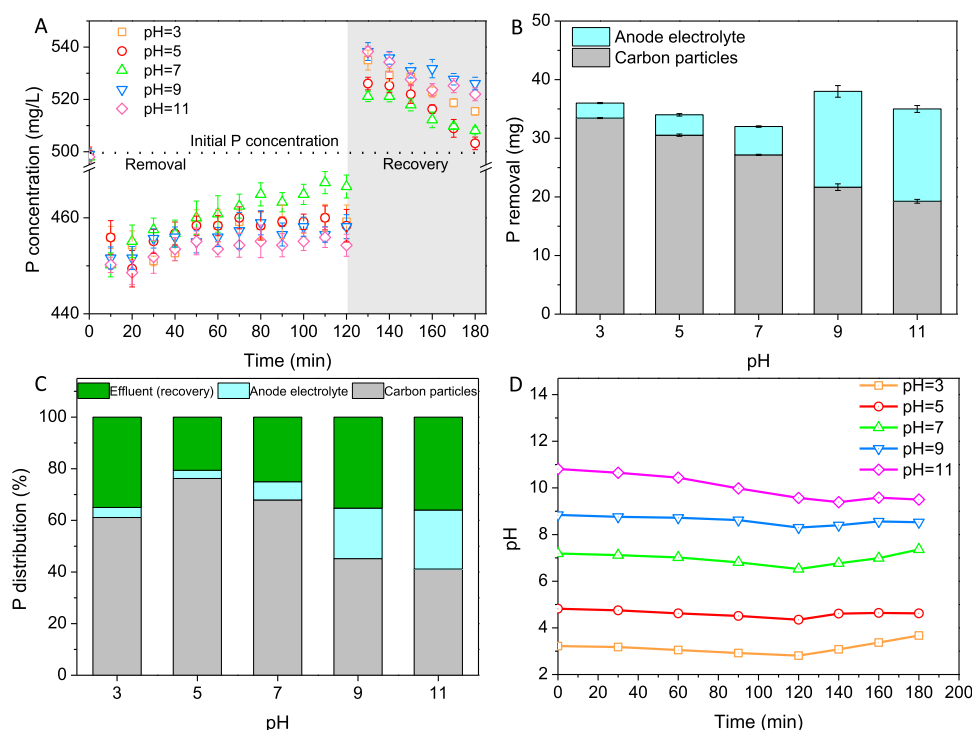 A
pH=3
pH=5
pH=7
pH=9
pH=11
Initial P concentration
Removal
Recovery
P concentration (mg/L)
540
520
500
460
440
0 20 40 60 80 100 120 140 160 180
Time (min)
B
Anode electrolyte
Carbon particles
P removal (mg)
50
40
30
20
10
0
3 5 7 9 11
pH
C
Effluent (recovery) Anode electrolyte Carbon particles
P distribution (%)
100
80
60
40
20
0
3 5 7 9 11
pH
D
pH=3
pH=5
pH=7
pH=9
pH=11
pH
14
12
10
8
6
4
2
0 20 40 60 80 100 120 140 160 180 200
Time (min)